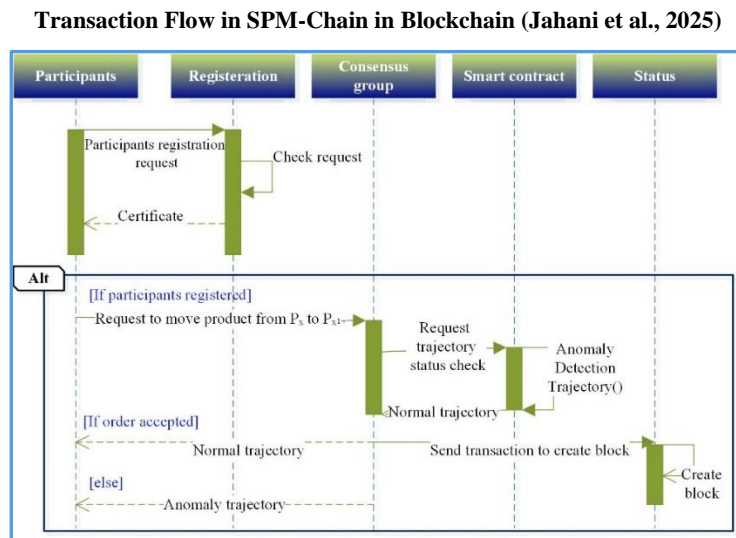 Transaction Flow in SPM-Chain in Blockchain (Jahani et al., 2025)
Participants
Registeration
Consensus
group
Smart contract
Status
Participants registration
request
Check request
Certificate
Alt
[If participants registered]
Request to move product from Px to Px1
Request
trajectory
status check
Anomaly
Detection
Trajectory()
Normal trajectory
[If order accepted]
Normal trajectory
Send transaction to create block
Create
block
[else]
Anomaly trajectory